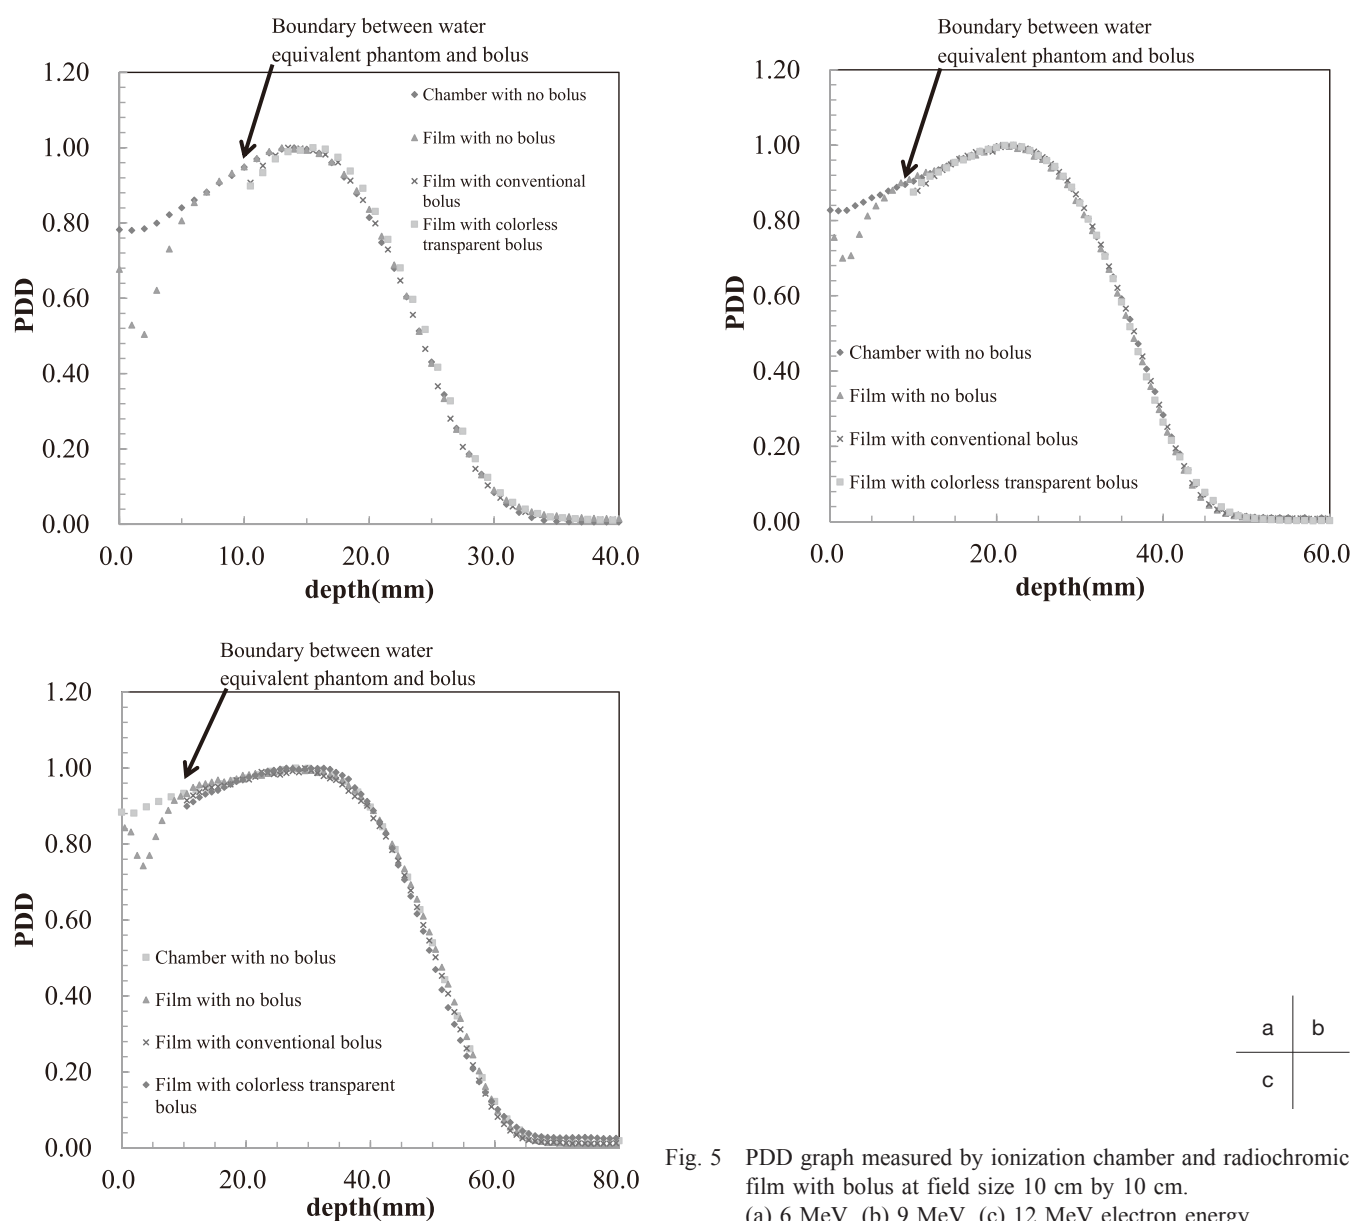 Boundary between water
equivalent phantom and bolus
1.20
1.00
0.80
0.60
0.40
0.20
0.00
PDD
0.0 10.0 20.0 30.0 40.0
depth(mm)
Chamber with no bolus
Film with no bolus
Film with conventional
bolus
Film with colorless
transparent bolus
Boundary between water
equivalent phantom and bolus
1.20
1.00
0.80
0.60
0.40
0.20
0.00
PDD
0.0 20.0 40.0 60.0
depth(mm)
Chamber with no bolus
Film with no bolus
Film with conventional bolus
Film with colorless transparent bolus
Boundary between water
equivalent phantom and bolus
1.20
1.00
0.80
0.60
0.40
0.20
0.00
PDD
0.0 20.0 40.0 60.0 80.0
depth(mm)
Chamber with no bolus
Film with no bolus
Film with conventional bolus
Film with colorless transparent
bolus
a b
c
Fig. 5 PDD graph measured by ionization chamber and radiochromic
film with bolus at field size 10 cm by 10 cm.
(a) 6 MeV, (b) 9 MeV, (c) 12 MeV electron energy